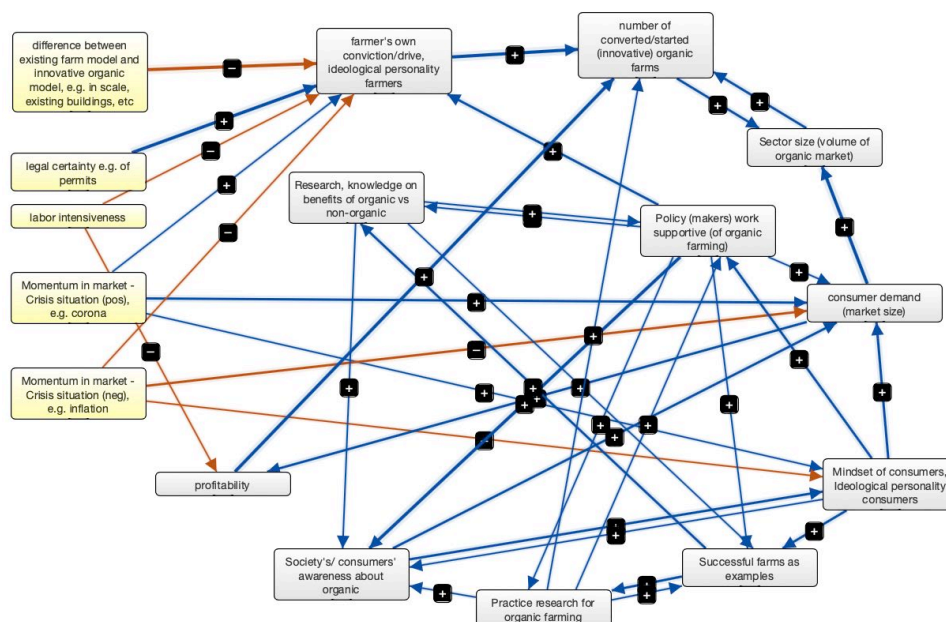 number of
converted/started
(innovative) organic
farms
difference between
existing farm model and
innovative organic
model, e.g. in scale,
existing buildings, etc
farmer's own
conviction/drive,
ideological personality
farmers
Sector size (volume of
organic market)
legal certainty e.g. of
permits
Research, knowledge on
benefits of organic vs
non-organic
labor intensiveness
Policy (makers) work
supportive (of organic
farming)
Momentum in market -
Crisis situation (pos),
e.g. corona
consumer demand
(market size)
Momentum in market -
Crisis situation (neg),
e.g. inflation
profitability
Mindset of consumers,
Ideological personality
consumers
Society's/ consumers'
awareness about
organic
Successful farms as
examples
Practice research for
organic farming